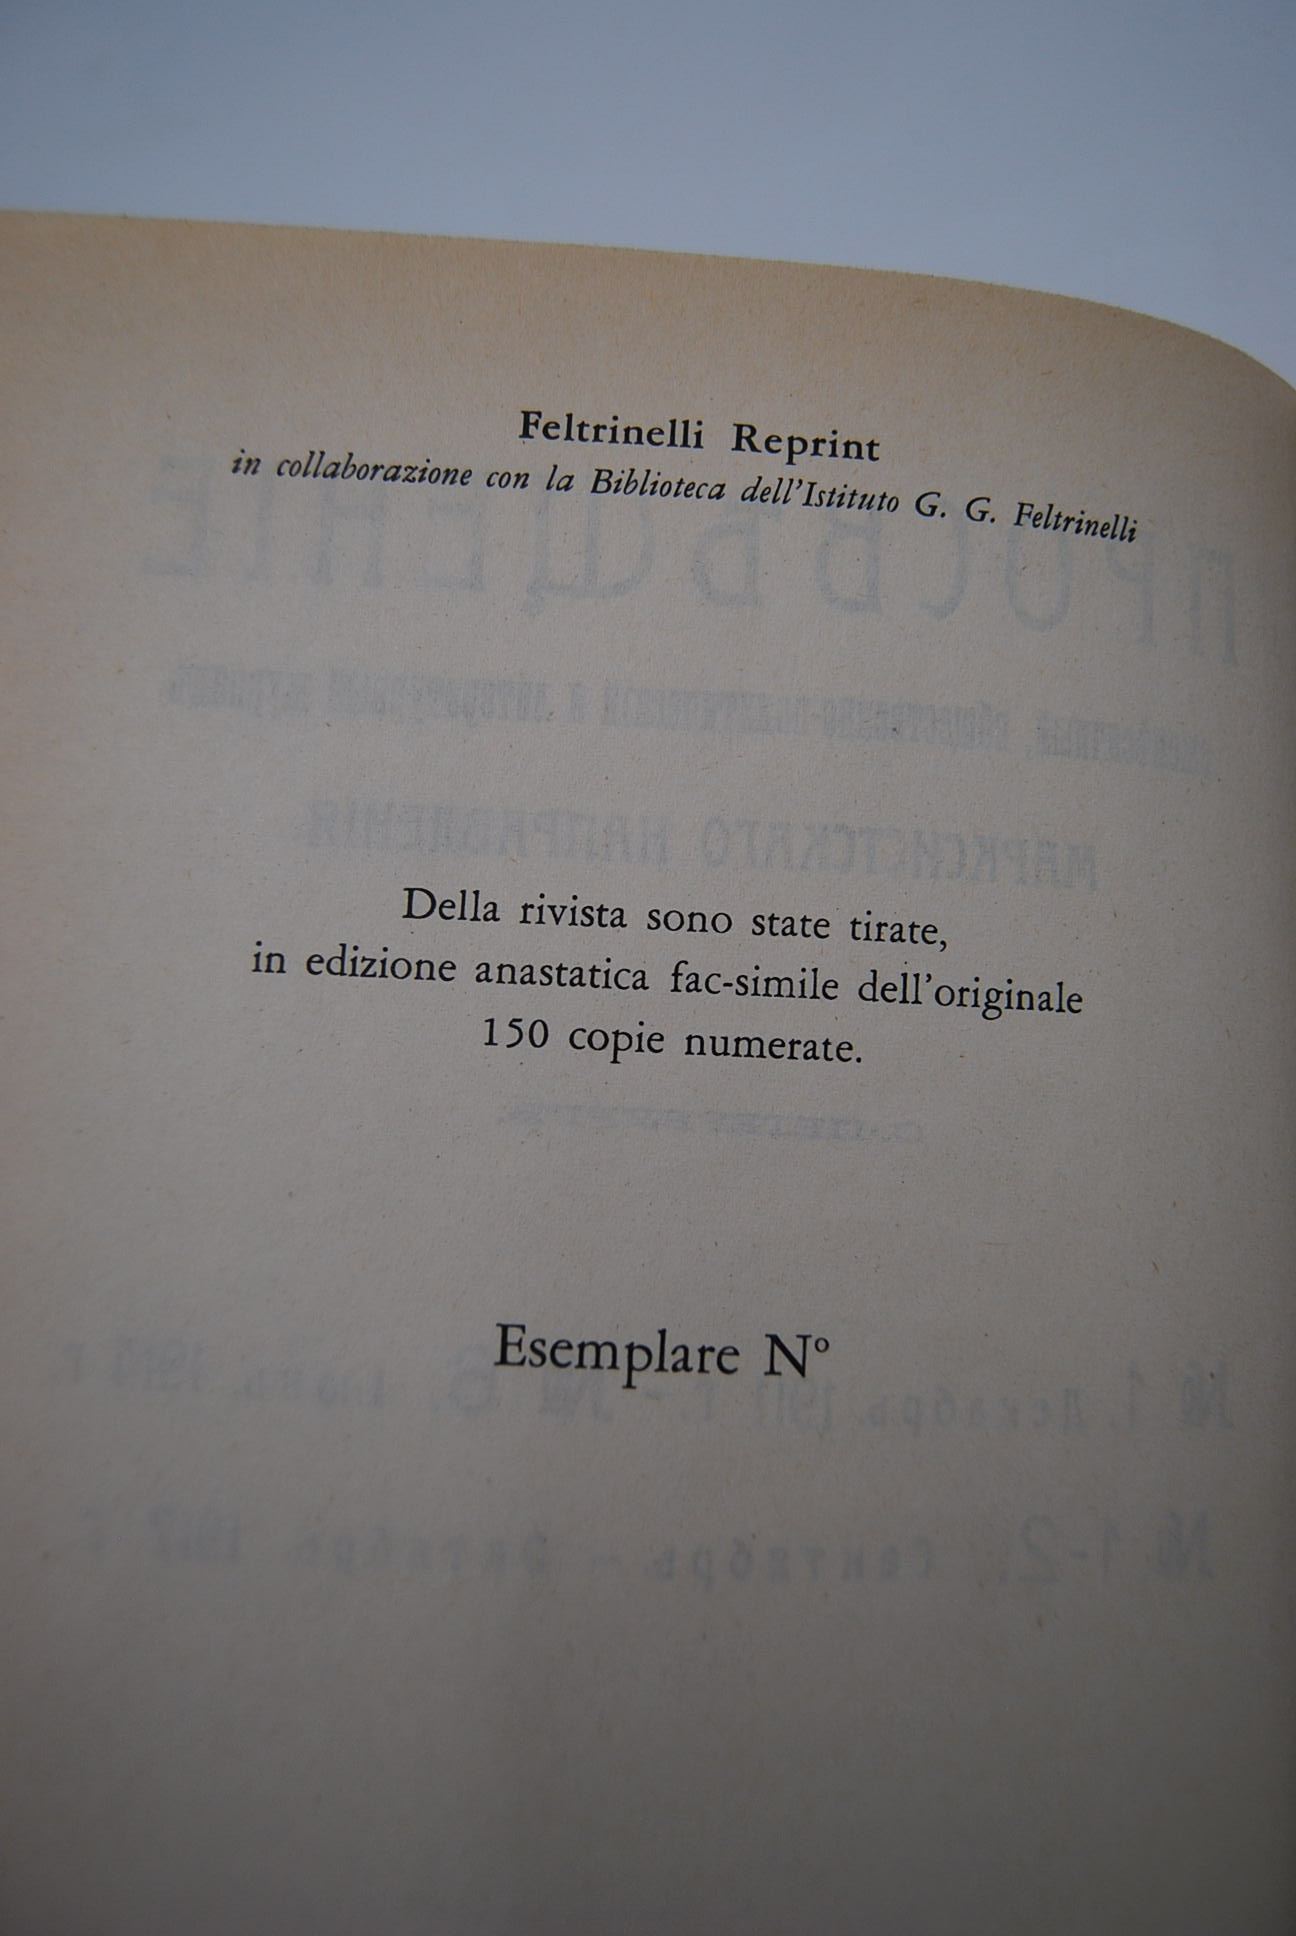 Feltrinelli Reprint
in collaborazione con la Biblioteca dell'Istituto G. G. Feltrinelli
Della rivista sono state tirate,
in edizione anastatica fac-simile dell'originale
150 copie numerate.
Esemplare N°